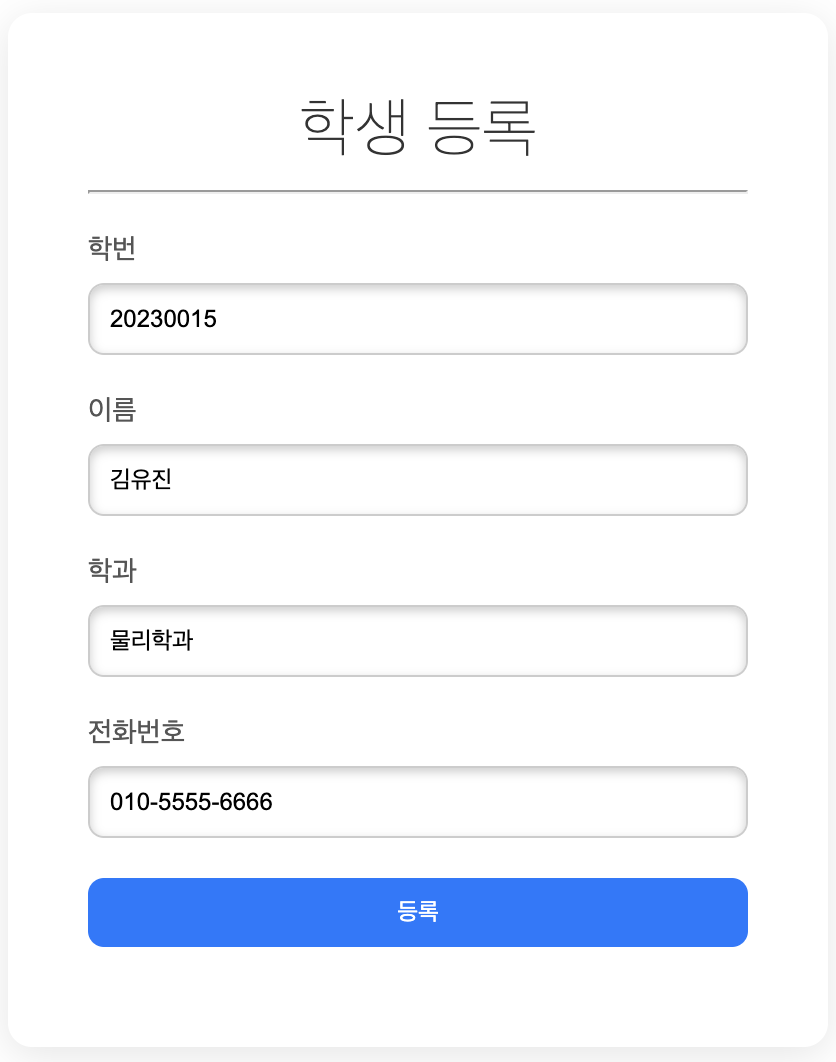 학생 등록
학번
20230015
이름
김유진
학과
물리학과
전화번호
010-5555-6666
등록